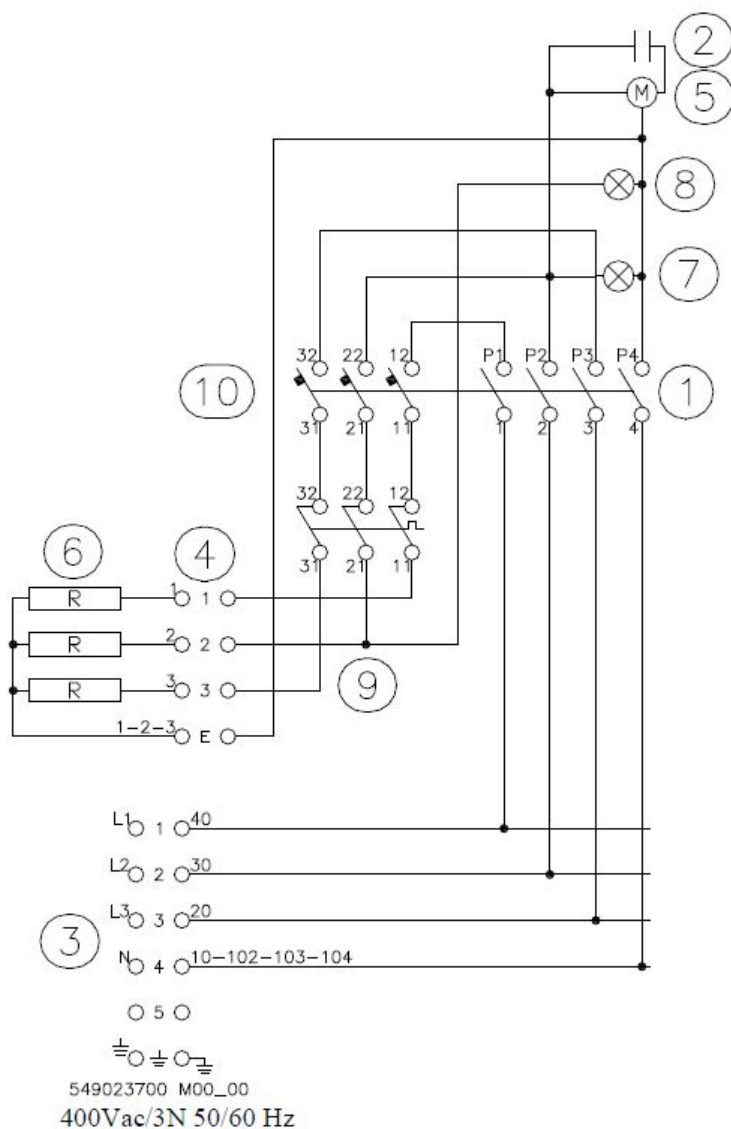 2
M 5
8
7
32 22 12 P1 P2 P3 P4
10 1
31 21 11 1 2 3 4
32 22 12
6 4
31 21 11
R 1 1
R 2 2
9
R 3 3
1-2-3 E
L1 1 40
L2 2 30
L3 3 20
3
N 4 10-102-103-104
5
549023700 M00_00
400Vac/3N 50/60 Hz